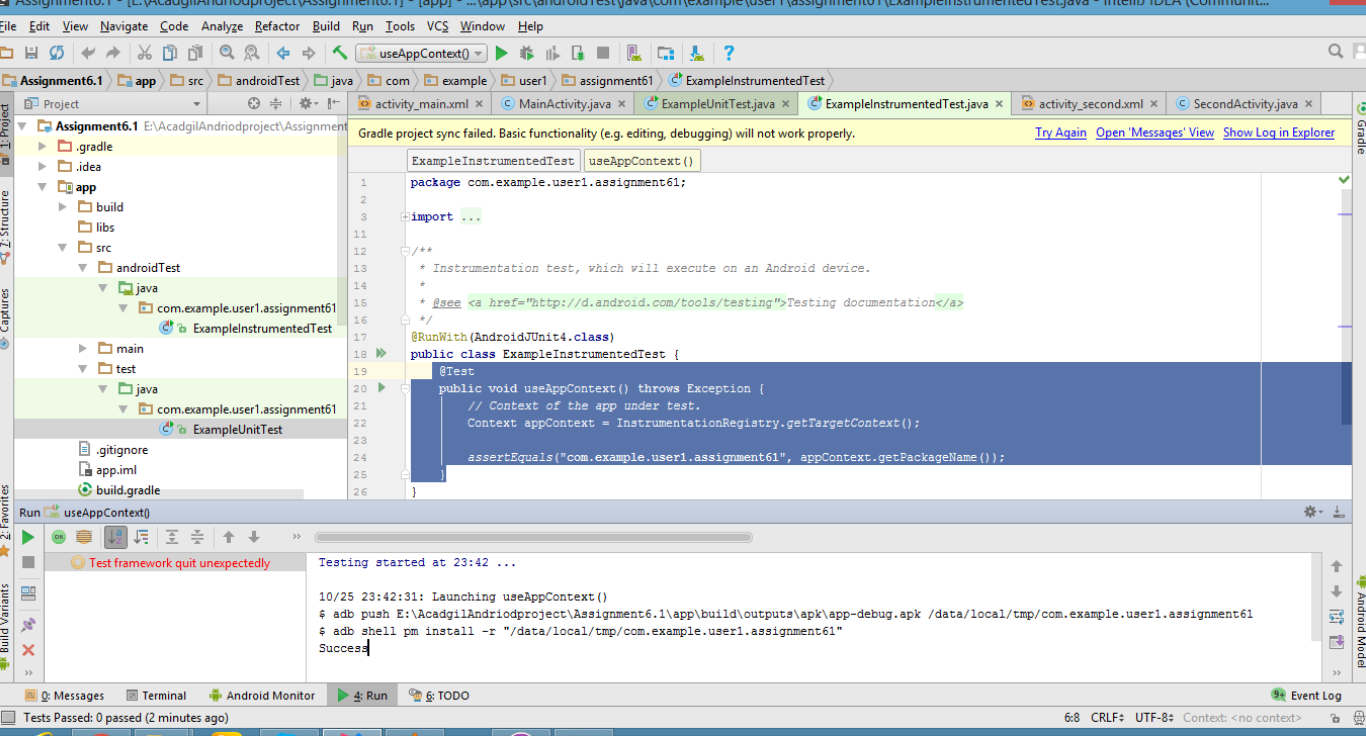 Assignment6.1 - [E:\AcadgilAndriodproject\Assignment6.1] - [app] - ...\app\src\androidTest\java\com\example\user1\assignment61\ExampleInstrumentedTest.java - IntelliJ IDEA (Communit...
File Edit View Navigate Code Analyze Refactor Build Run Tools VCS Window Help
useAppContext()
Assignment6.1 app src androidTest java com example user1 assignment61 ExampleInstrumentedTest
Project activity_main.xml MainActivity.java ExampleUnitTest.java ExampleInstrumentedTest.java activity_second.xml SecondActivity.java
1: Project
7: Structure
Captures
2: Favorites
Build Variants
Gradle
Android Model
Assignment6.1 E:\AcadgilAndriodproject\Assignment
.gradle
.idea
app
build
libs
src
androidTest
java
com.example.user1.assignment61
ExampleInstrumentedTest
main
test
java
com.example.user1.assignment61
ExampleUnitTest
.gitignore
app.iml
build.gradle
Gradle project sync failed. Basic functionality (e.g. editing, debugging) will not work properly. Try Again Open 'Messages' View Show Log in Explorer
ExampleInstrumentedTest useAppContext()
1 package com.example.user1.assignment61;
2
3 import ...
11
12 /**
13 * Instrumentation test, which will execute on an Android device.
14 *
15 * @see <a href="http://d.android.com/tools/testing">Testing documentation</a>
16 */
17 @RunWith(AndroidJUnit4.class)
18 public class ExampleInstrumentedTest {
19 @Test
20 public void useAppContext() throws Exception {
21 // Context of the app under test.
22 Context appContext = InstrumentationRegistry.getTargetContext();
23
24 assertEquals("com.example.user1.assignment61", appContext.getPackageName());
25 }
26 }
Run useAppContext()
Test framework quit unexpectedly
Testing started at 23:42 ...
10/25 23:42:31: Launching useAppContext()
$ adb push E:\AcadgilAndriodproject\Assignment6.1\app\build\outputs\apk\app-debug.apk /data/local/tmp/com.example.user1.assignment61
$ adb shell pm install -r "/data/local/tmp/com.example.user1.assignment61"
Success
0: Messages Terminal Android Monitor 4: Run 6: TODO 9+ Event Log
Tests Passed: 0 passed (2 minutes ago) 6:8 CRLF UTF-8 Context: <no context>